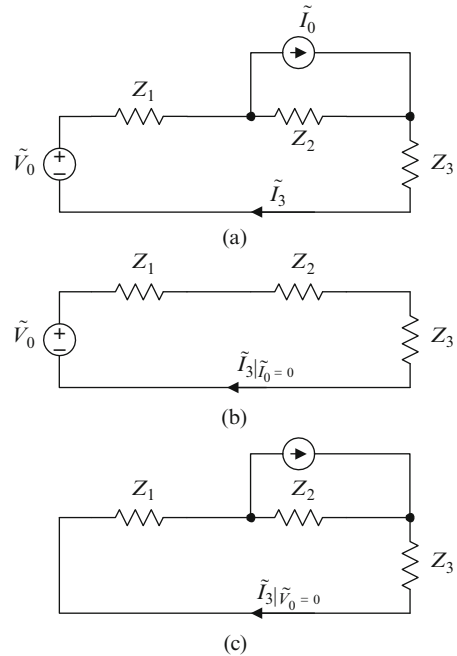 Ĩ₀
Z₁
Z₂
Ṽ₀
+
−
Z₃
Ĩ₃
(a)
Z₁ Z₂
Ṽ₀
+
−
Z₃
Ĩ₃|Ĩ₀ = 0
(b)
Z₁ Z₂
Z₃
Ĩ₃|Ṽ₀ = 0
(c)